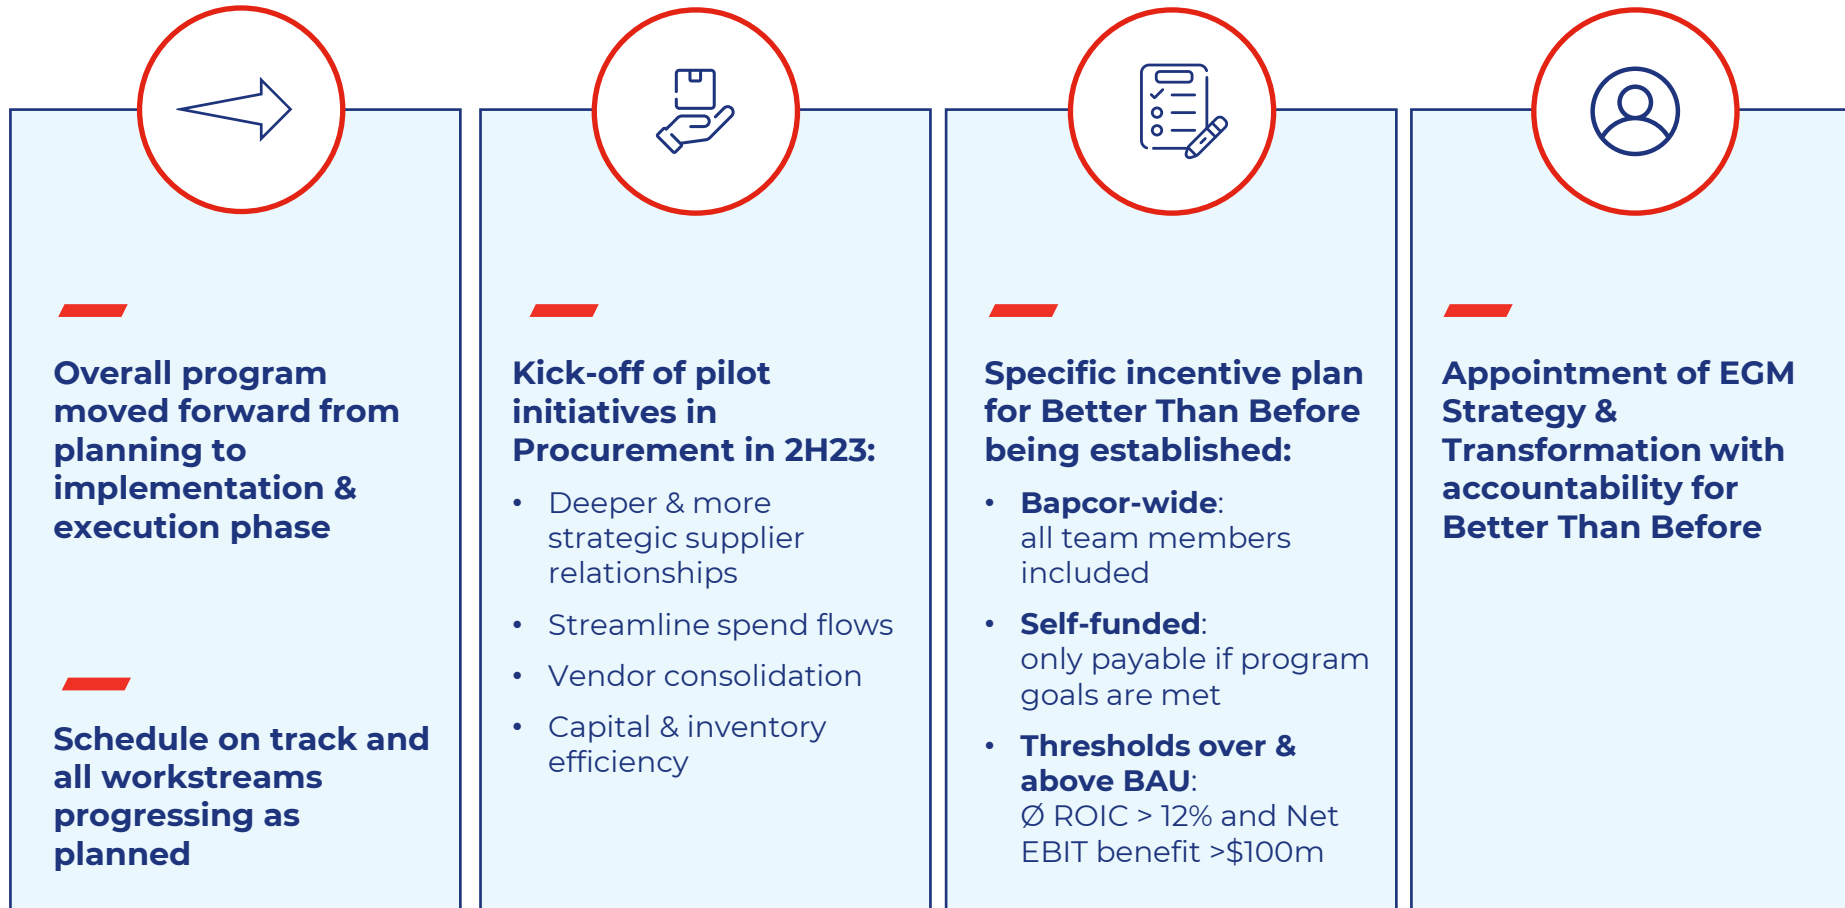 Overall program
moved forward from
planning to
implementation &
execution phase
Schedule on track and
all workstreams
progressing as
planned
Kick-off of pilot
initiatives in
Procurement in 2H23:
• Deeper & more
strategic supplier
relationships
• Streamline spend flows
• Vendor consolidation
• Capital & inventory
efficiency
Specific incentive plan
for Better Than Before
being established:
• Bapcor-wide:
all team members
included
• Self-funded:
only payable if program
goals are met
• Thresholds over &
above BAU:
Ø ROIC > 12% and Net
EBIT benefit >$100m
Appointment of EGM
Strategy &
Transformation with
accountability for
Better Than Before